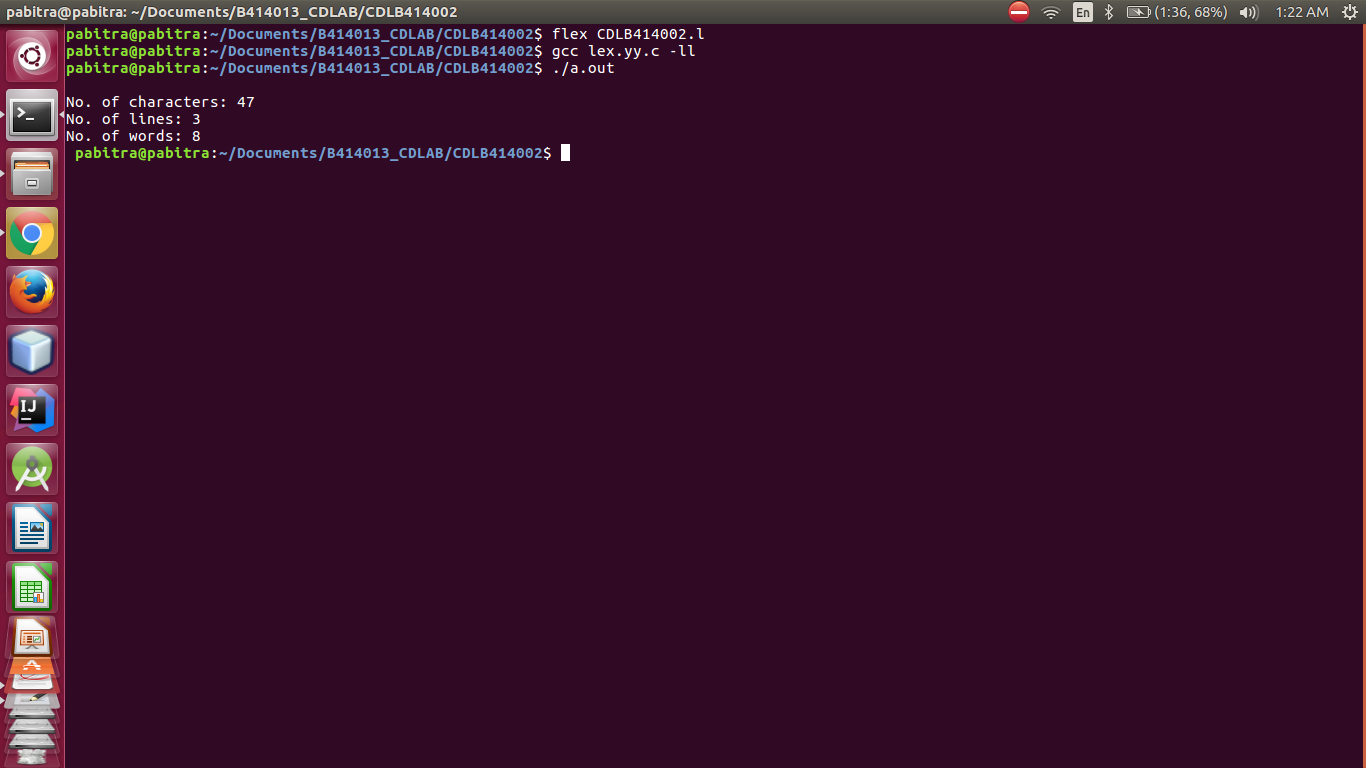 pabitra@pabitra: ~/Documents/B414013_CDLAB/CDLB414002
En
(1:36, 68%)
1:22 AM
pabitra@pabitra:~/Documents/B414013_CDLAB/CDLB414002$ flex CDLB414002.l
pabitra@pabitra:~/Documents/B414013_CDLAB/CDLB414002$ gcc lex.yy.c -ll
pabitra@pabitra:~/Documents/B414013_CDLAB/CDLB414002$ ./a.out
No. of characters: 47
No. of lines: 3
No. of words: 8
pabitra@pabitra:~/Documents/B414013_CDLAB/CDLB414002$
>_
IJ